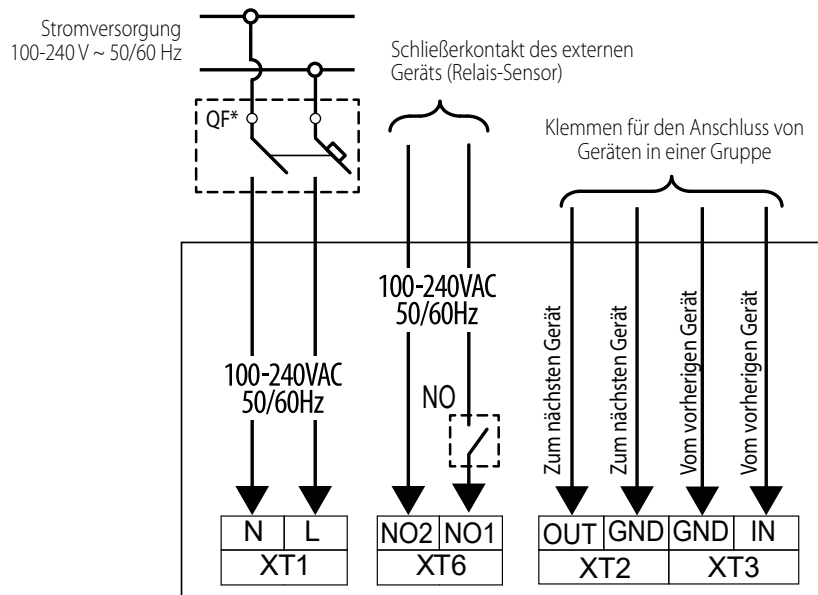 Stromversorgung
100-240 V ~ 50/60 Hz
QF*
Schließerkontakt des externen
Geräts (Relais-Sensor)
Klemmen für den Anschluss von
Geräten in einer Gruppe
100-240VAC
50/60Hz
100-240VAC
50/60Hz
NO
Zum nächsten Gerät
Zum nächsten Gerät
Vom vorherigen Gerät
Vom vorherigen Gerät
N L
XT1
NO2 NO1
XT6
OUT GND GND IN
XT2 XT3